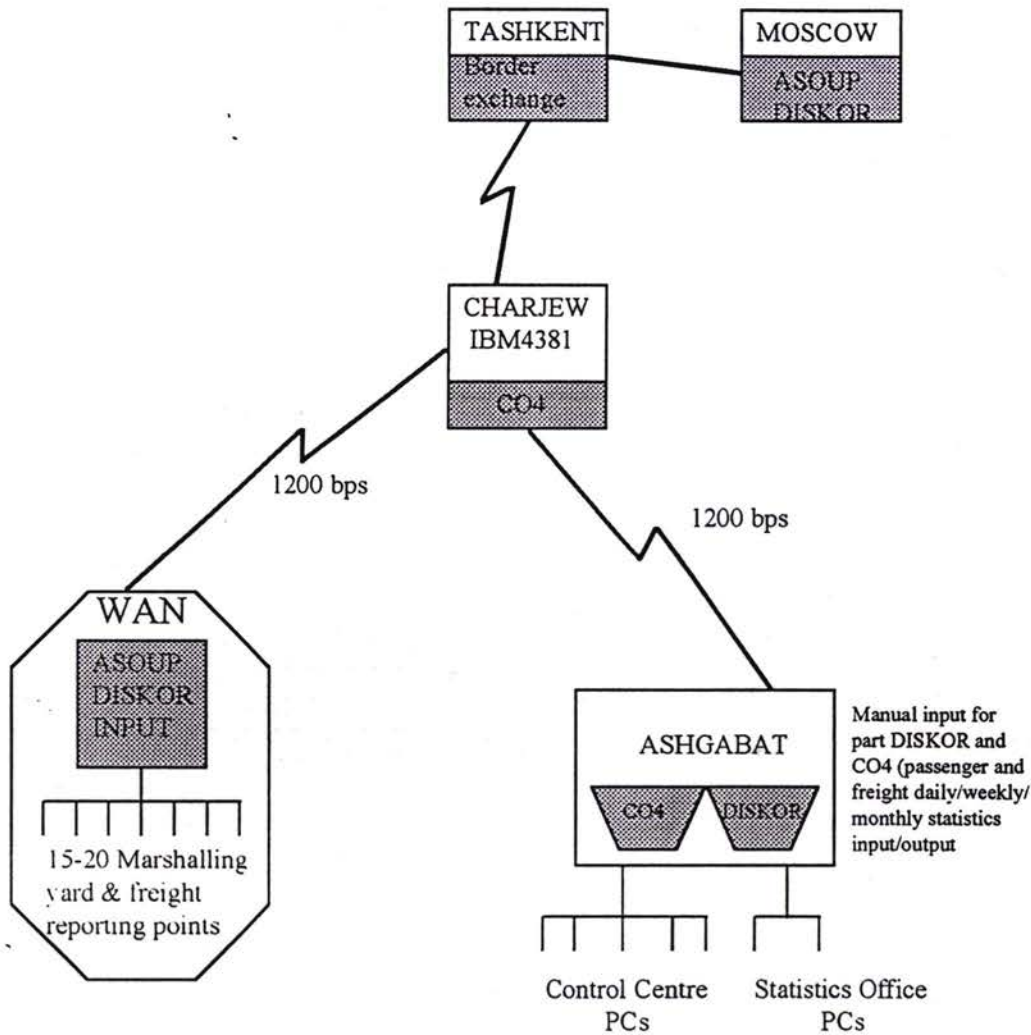 TASHKENT
Border
exchange
MOSCOW
ASOUP
DISKOR
CHARJEW
IBM4381
CO4
1200 bps
1200 bps
WAN
ASOUP
DISKOR
INPUT
15-20 Marshalling
yard & freight
reporting points
ASHGABAT
CO4
DISKOR
Manual input for
part DISKOR and
CO4 (passenger and
freight daily/weekly/
monthly statistics
input/output
Control Centre
PCs
Statistics Office
PCs